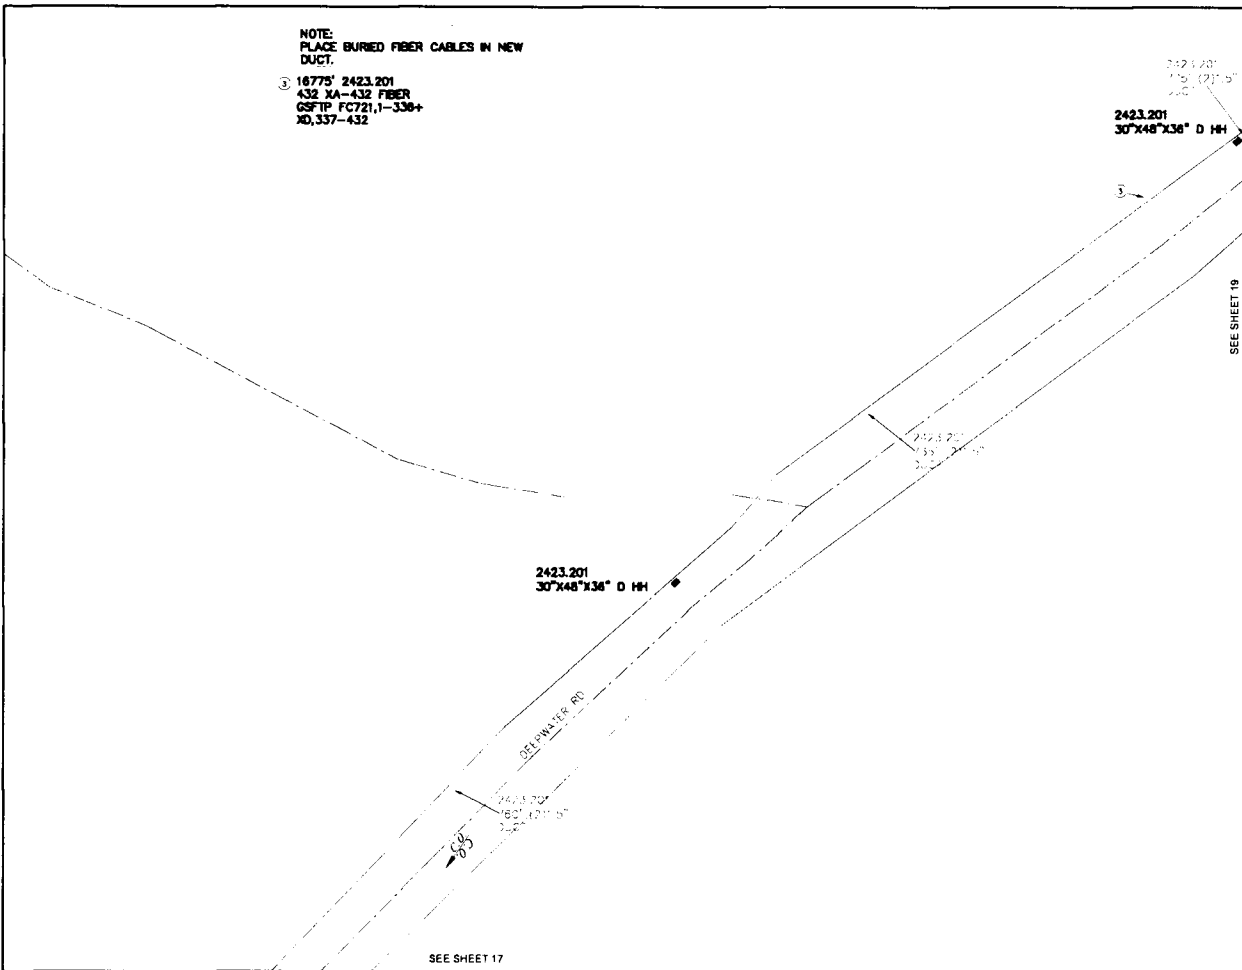 NOTE:
PLACE BURIED FIBER CABLES IN NEW
DUCT.
3 16775' 2423.201
432 XA-432 FIBER
GSFTP FC721,1-336+
XD,337-432
2423.201
30"X48"X36" D HH
3
SEE SHEET 19
2423.201
30"X48"X36" D HH
DEEPWATER RD
SEE SHEET 17